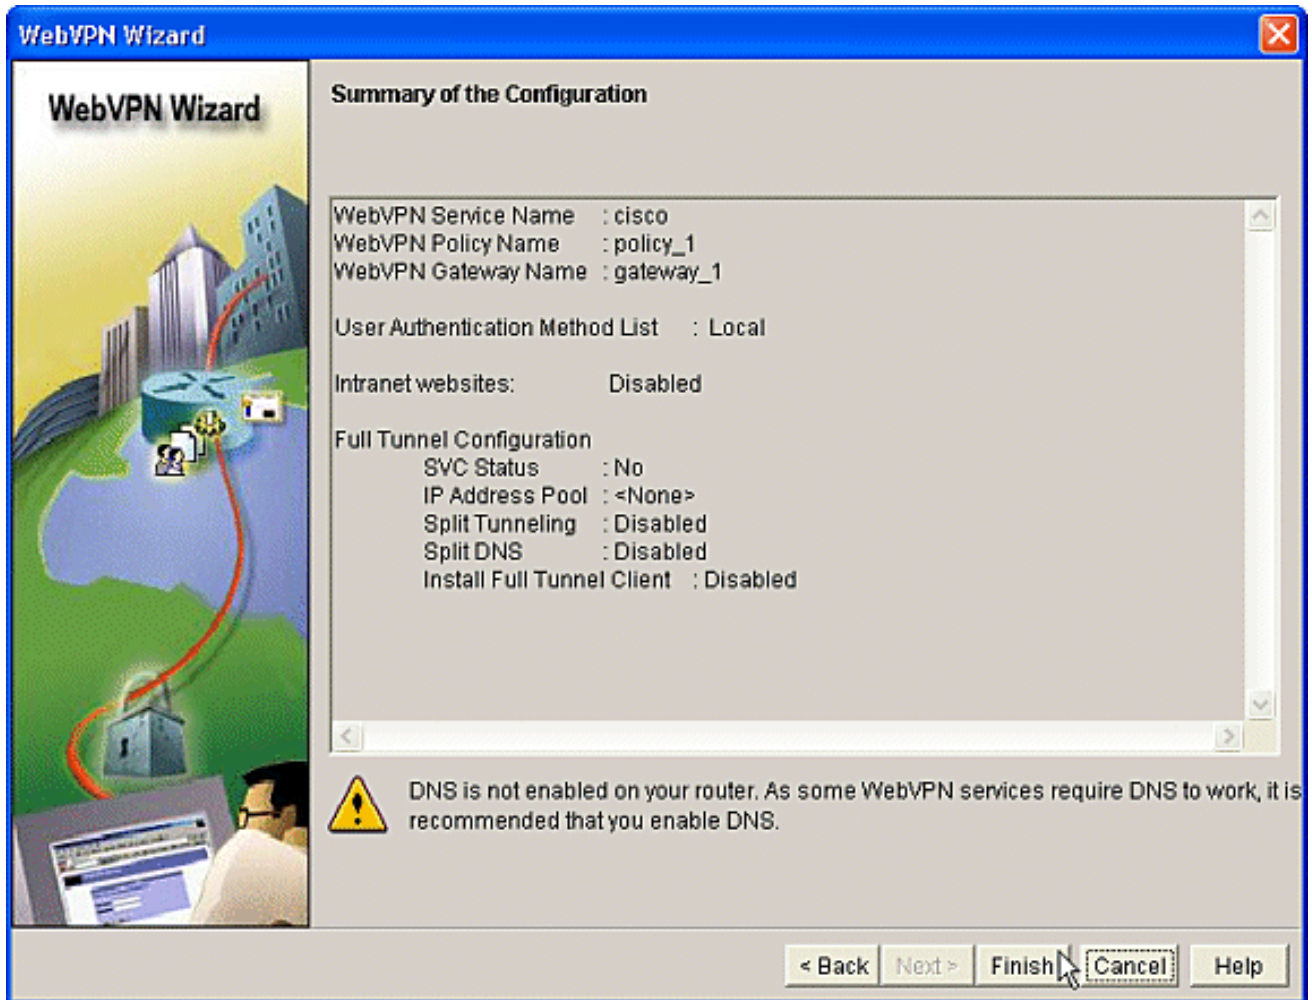 WebVPN Wizard
WebVPN Wizard
Summary of the Configuration
WebVPN Service Name : cisco
WebVPN Policy Name : policy_1
WebVPN Gateway Name : gateway_1
User Authentication Method List : Local
Intranet websites: Disabled
Full Tunnel Configuration
SVC Status : No
IP Address Pool : <None>
Split Tunneling : Disabled
Split DNS : Disabled
Install Full Tunnel Client : Disabled
DNS is not enabled on your router. As some WebVPN services require DNS to work, it is
recommended that you enable DNS.
< Back Next > Finish Cancel Help